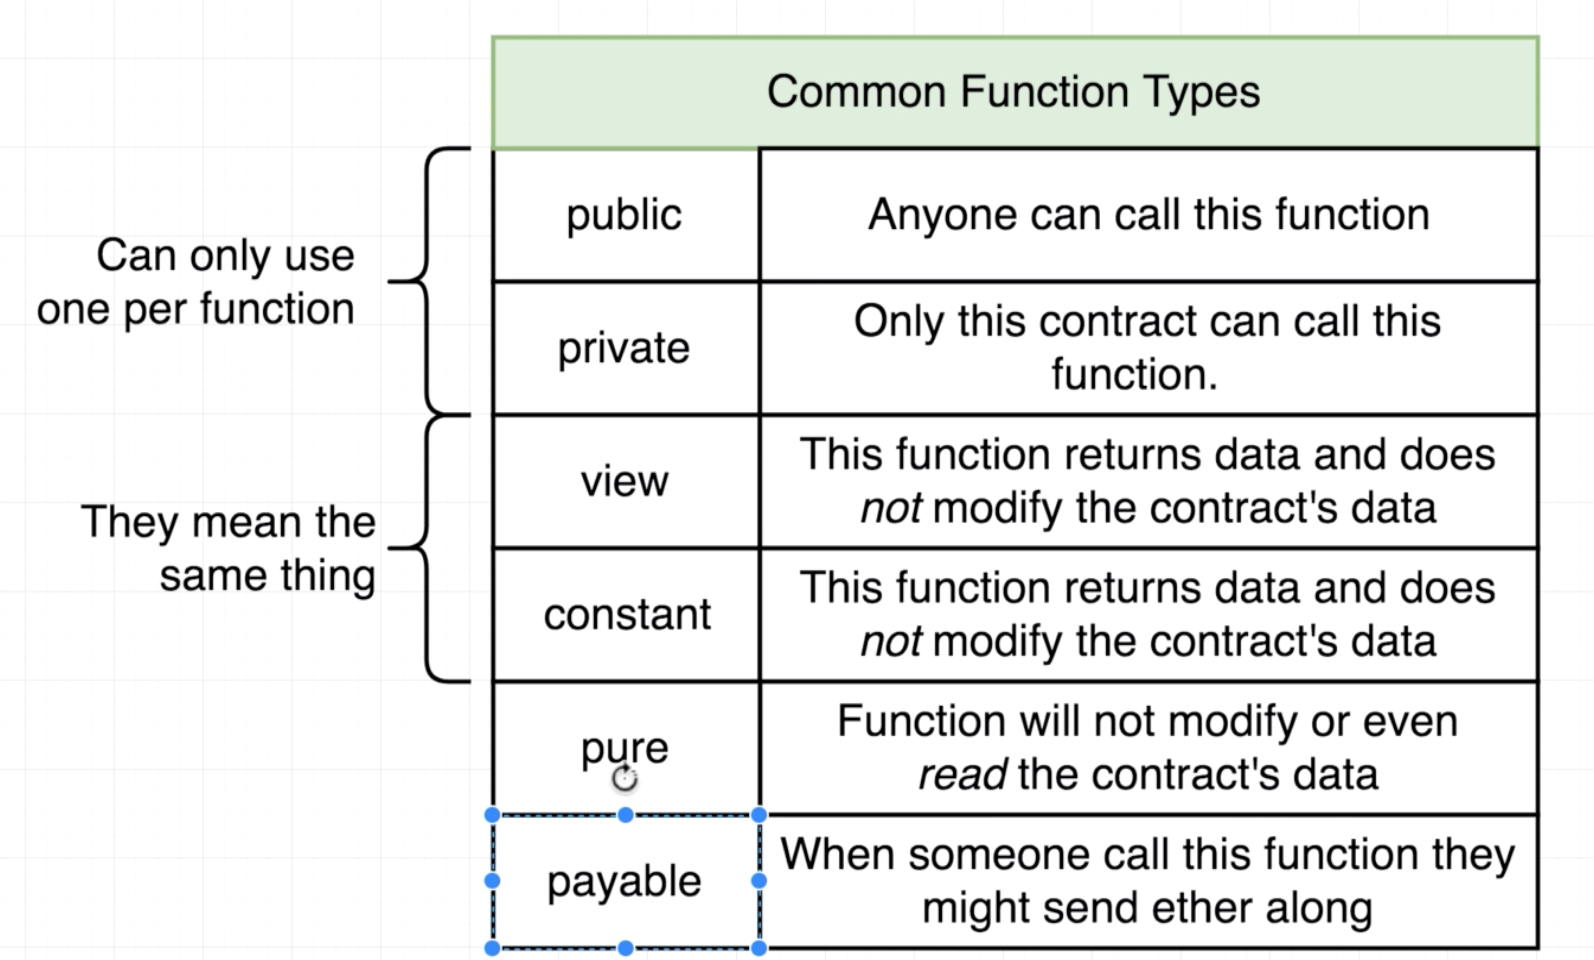 Common Function Types
public
Anyone can call this function
Can only use
one per function
private
Only this contract can call this
function.
view
This function returns data and does
not modify the contract's data
They mean the
same thing
constant
This function returns data and does
not modify the contract's data
pure
Function will not modify or even
read the contract's data
payable
When someone call this function they
might send ether along